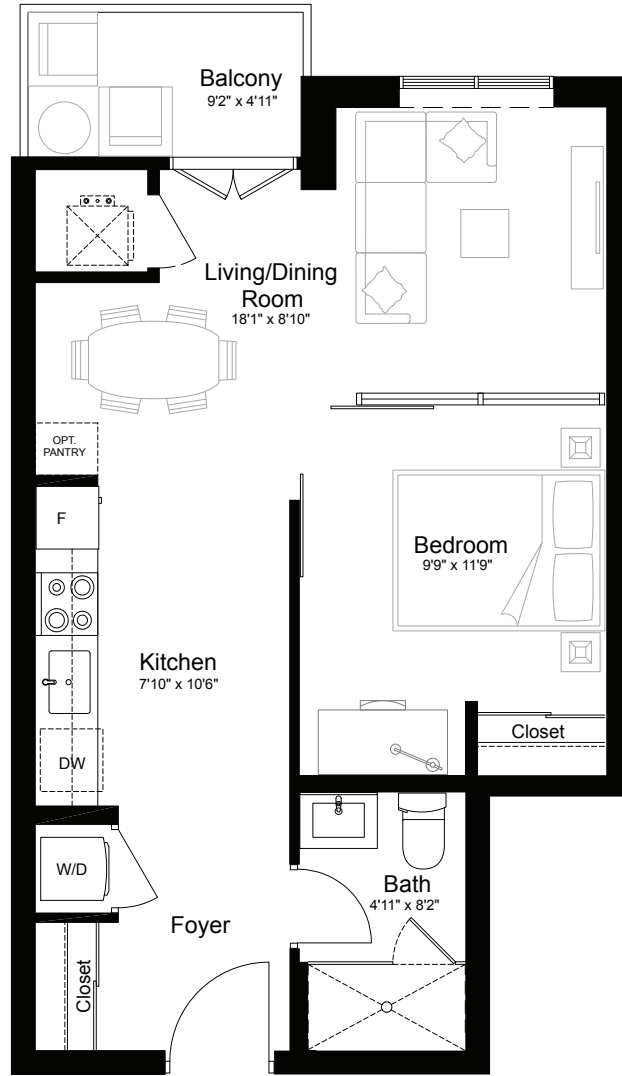 Balcony
9'2" x 4'11"
Living/Dining
Room
18'1" x 8'10"
OPT.
PANTRY
F
Bedroom
9'9" x 11'9"
Kitchen
7'10" x 10'6"
Closet
DW
W/D
Bath
4'11" x 8'2"
Foyer
Closet